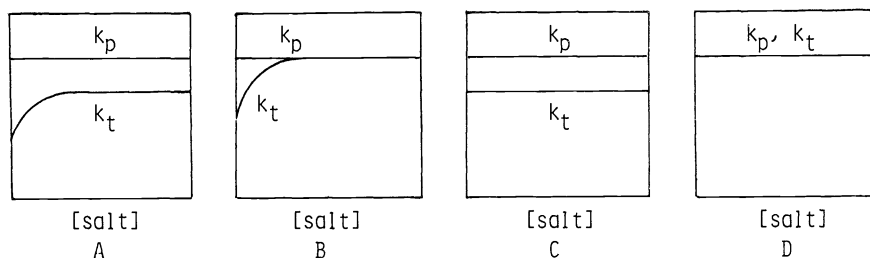 k_p
k_t
[salt]
A
k_p
k_t
[salt]
B
k_p
k_t
[salt]
C
k_p, k_t
[salt]
D